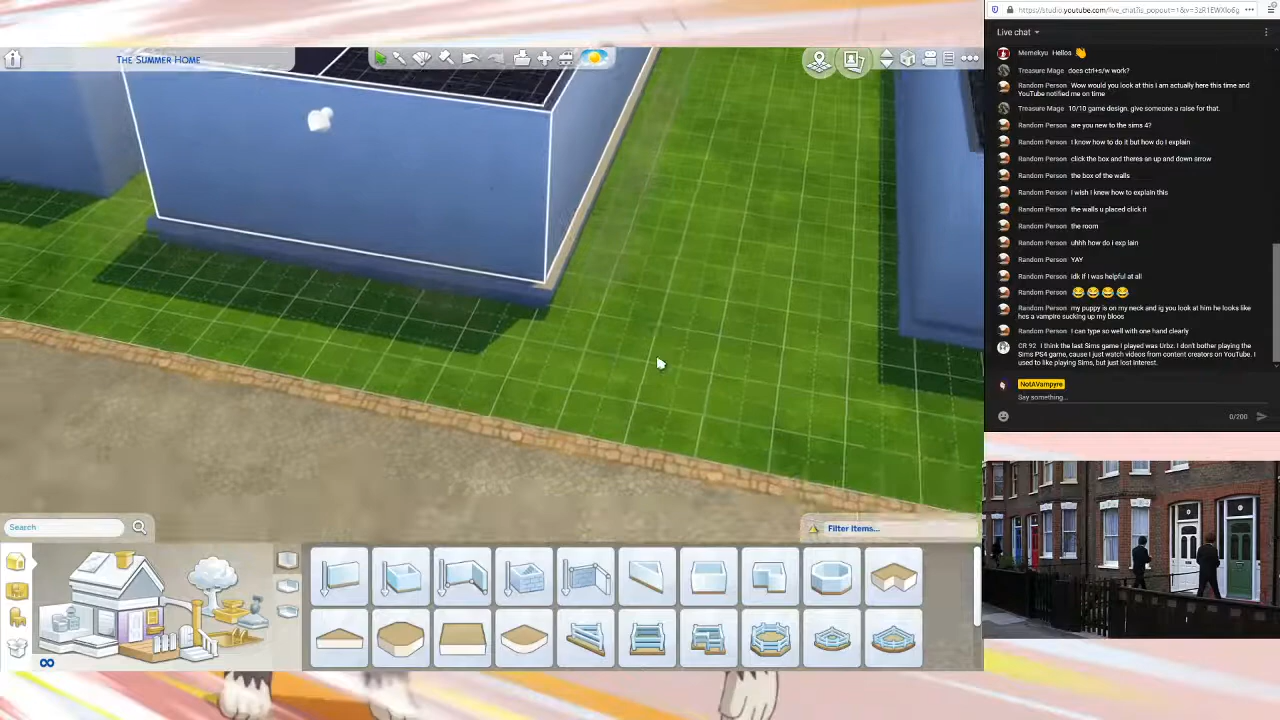 https://studio.youtube.com/live_chat?is_popout=1&v=3zR1EWXIo6g
The Summer Home
Live chat
Memekyu Hellos 👋
Treasure Mage does ctrl+s/w work?
Random Person Wow would you look at this I am actually here this time and
YouTube notified me on time
Treasure Mage 10/10 game design. give someone a raise for that.
Random Person are you new to the sims 4?
Random Person I know how to do it but how do i explain
Random Person click the box and theres an up and down arrow
Random Person the box of the walls
Random Person I wish I knew how to explain this
Random Person the walls u placed click it
Random Person the room
Random Person uhhh how do i exp lain
Random Person YAY
Random Person idk if I was helpful at all
Random Person 😂😂😂😂
Random Person my puppy is on my neck and ig you look at him he looks like
hes a vampire sucking up my bloos
Random Person I can type so well with one hand clearly
CR 92 I think the last Sims game I played was Urbz. I don't bother playing the
Sims PS4 game, cause I just watch videos from content creators on YouTube. I
used to like playing Sims, but just lost interest.
NotAVampyre
Say something...
0/200
Search
Filter Items...